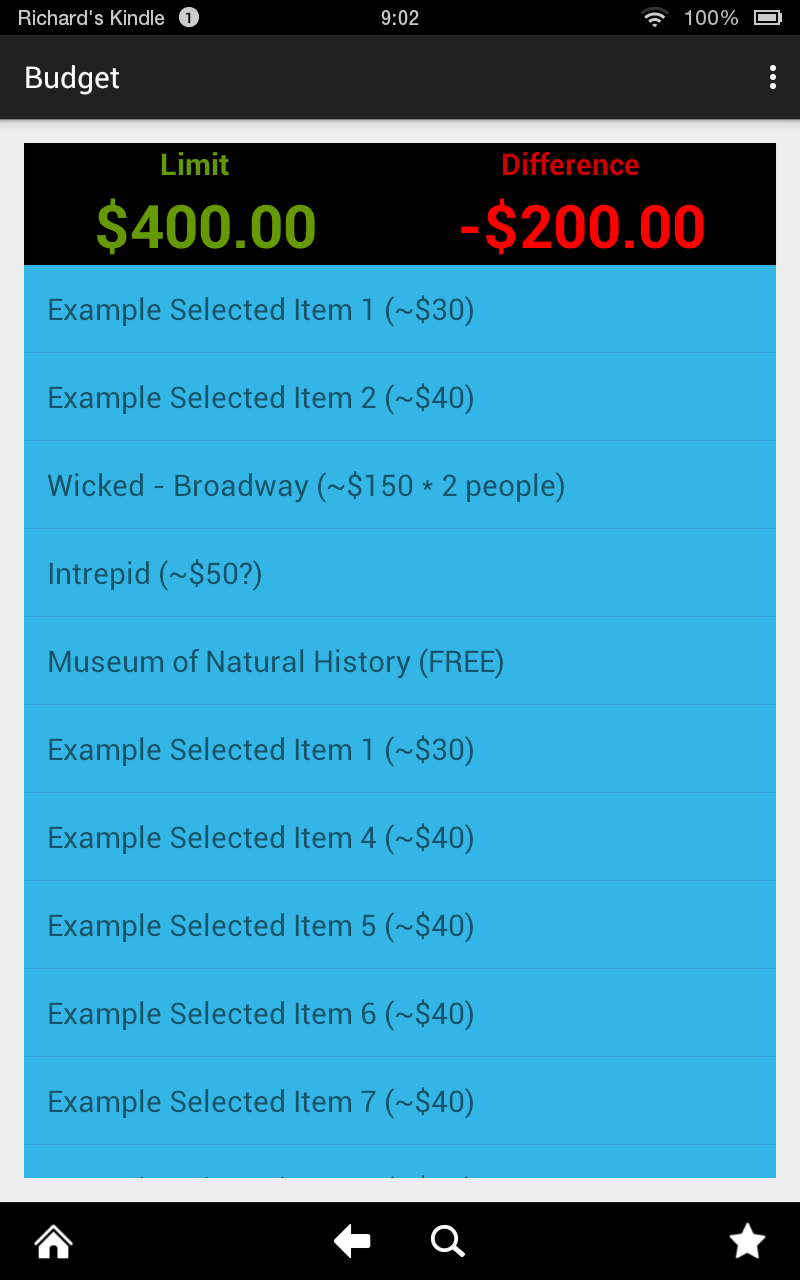 Richard's Kindle 1 9:02 100%
Budget
Limit Difference
$400.00 -$200.00
Example Selected Item 1 (~$30)
Example Selected Item 2 (~$40)
Wicked - Broadway (~$150 * 2 people)
Intrepid (~$50?)
Museum of Natural History (FREE)
Example Selected Item 1 (~$30)
Example Selected Item 4 (~$40)
Example Selected Item 5 (~$40)
Example Selected Item 6 (~$40)
Example Selected Item 7 (~$40)